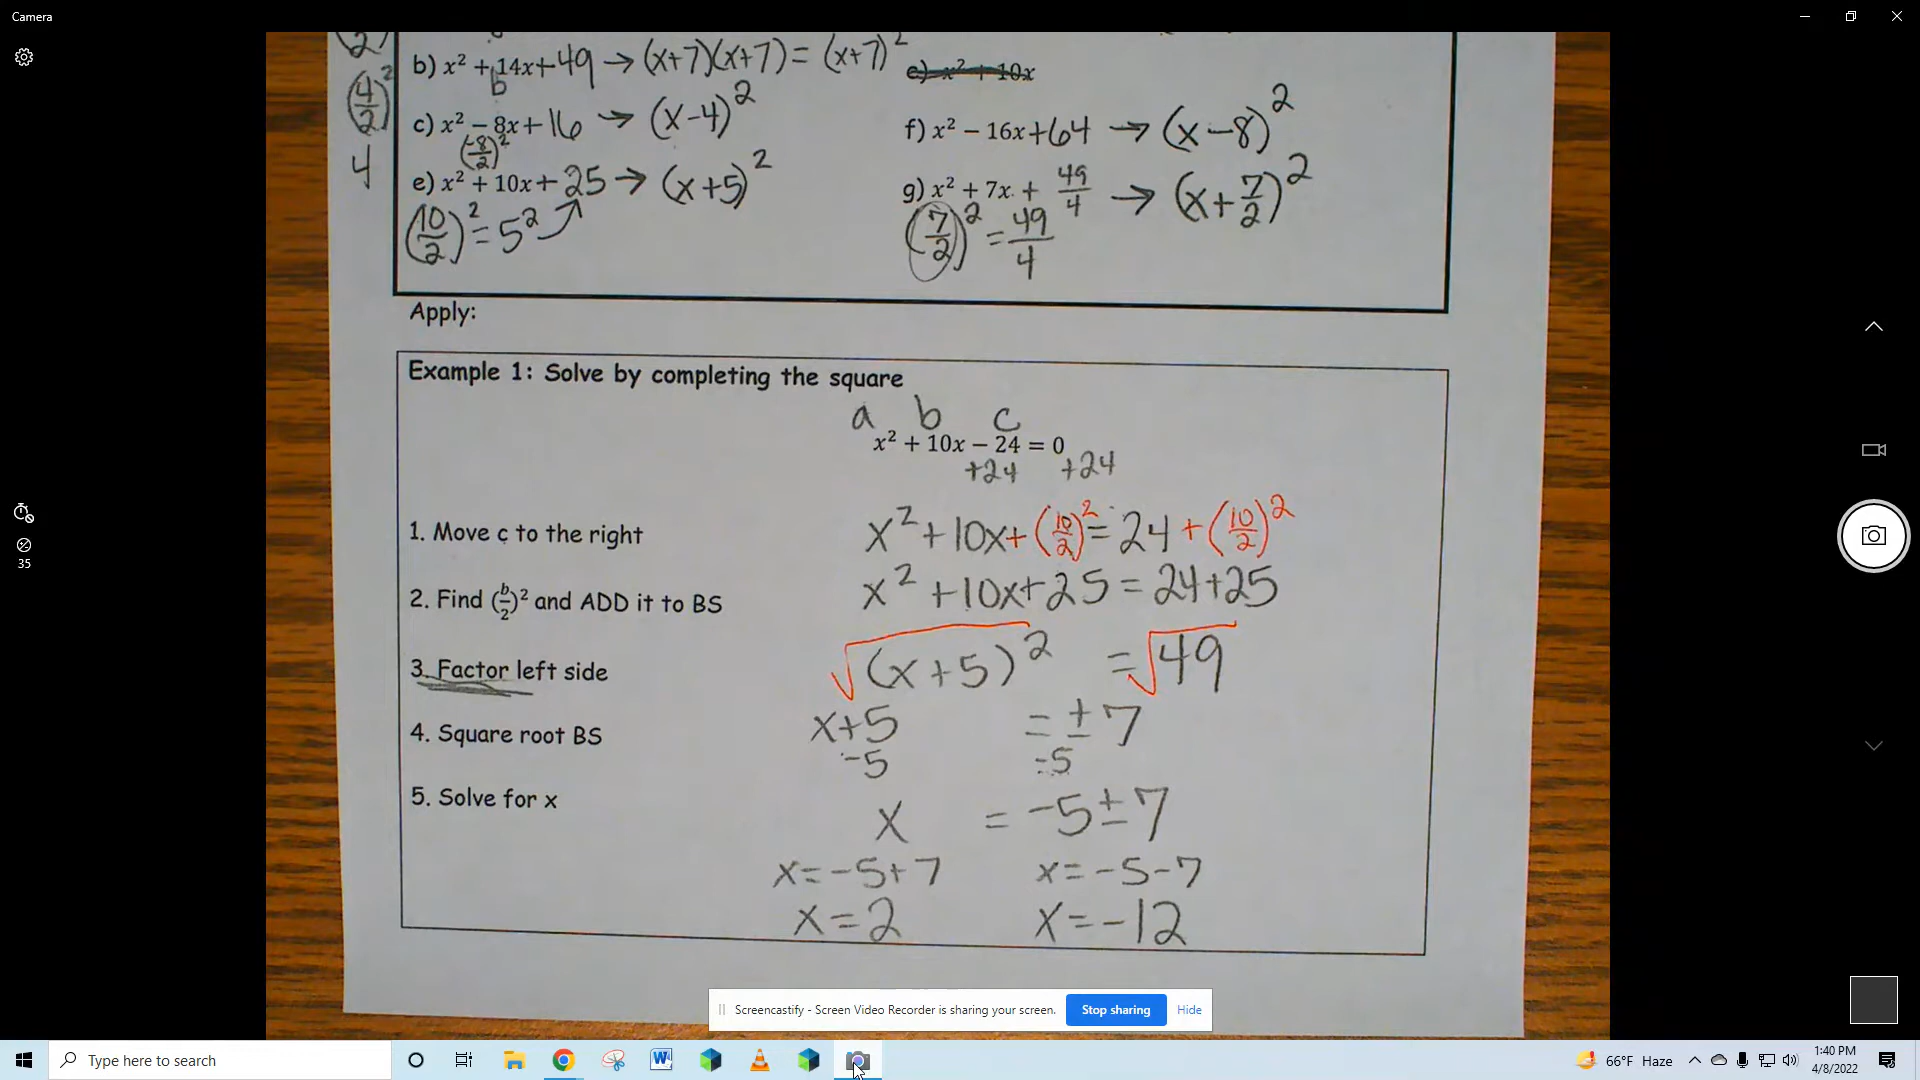 Camera
b) x² + 14x + 49 → (x+7)(x+7) = (x+7)²
b
e) x² + 10x
(4/2)²
4
c) x² − 8x + 16 → (x−4)²
(-8/2)²
f) x² − 16x + 64 → (x−8)²
e) x² + 10x + 25 → (x+5)²
(10/2)² = 5²
g) x² + 7x + 49/4 → (x + 7/2)²
(7/2)² = 49/4
Apply:
Example 1: Solve by completing the square
a b c
x² + 10x − 24 = 0
+24 +24
1. Move c to the right
x² + 10x + (10/2)² = 24 + (10/2)²
2. Find (b/2)² and ADD it to BS
x² + 10x + 25 = 24 + 25
3. Factor left side
√(x+5)² = √49
4. Square root BS
x+5 = ± 7
-5 -5
5. Solve for x
x = -5 ± 7
x = -5+7 x = -5-7
x = 2 x = -12
35
Screencastify - Screen Video Recorder is sharing your screen.
Stop sharing
Hide
Type here to search
66°F Haze
1:40 PM
4/8/2022